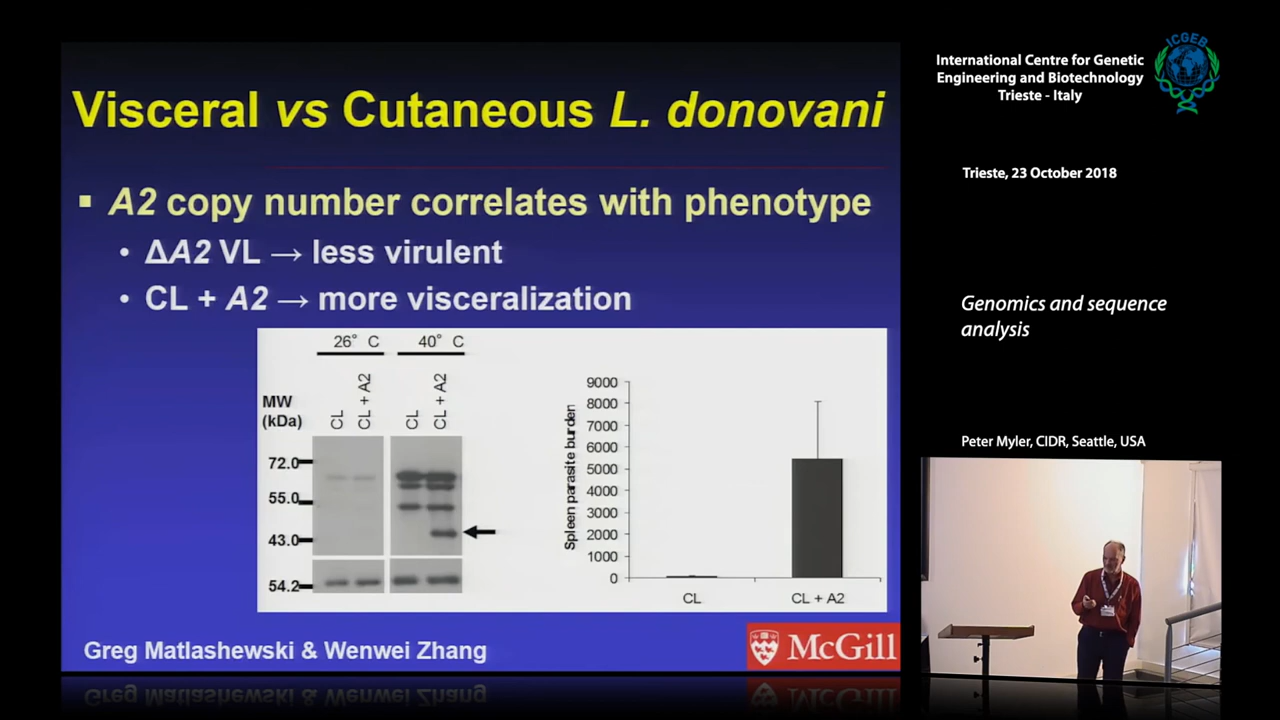 Visceral vs Cutaneous L. donovani
▪ A2 copy number correlates with phenotype
• ΔA2 VL → less virulent
• CL + A2 → more visceralization
26° C 40° C
MW
(kDa)
CL
CL + A2
CL
CL + A2
72.0
55.0
43.0
54.2
Spleen parasite burden
9000
8000
7000
6000
5000
4000
3000
2000
1000
0
CL CL + A2
Greg Matlashewski & Wenwei Zhang
McGill
International Centre for Genetic
Engineering and Biotechnology
Trieste - Italy
ICGEB
Trieste, 23 October 2018
Genomics and sequence
analysis
Peter Myler, CIDR, Seattle, USA